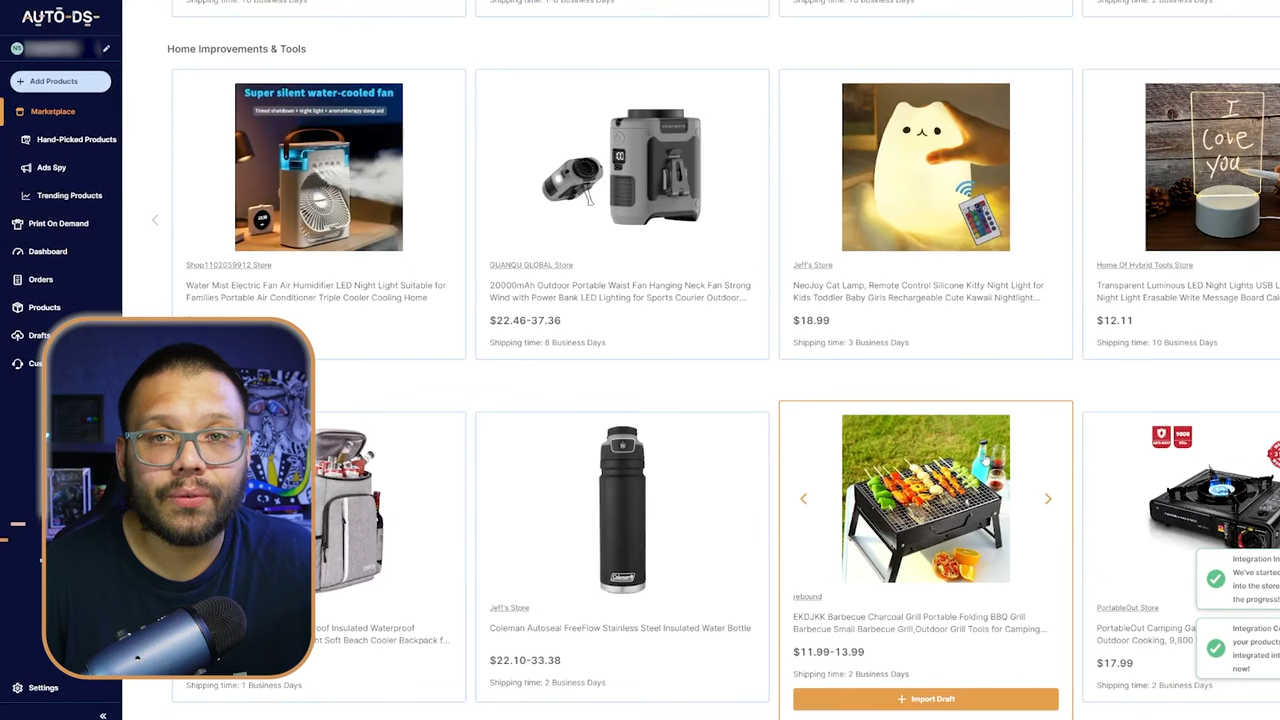 AUTO-DS-
Shipping time: 10 Business Days
Shipping time: 1-8 Business Days
Shipping time: 10 Business Days
Shipping time: 2 Business Days
NS
+ Add Products
Marketplace
Hand-Picked Products
Ads Spy
Trending Products
Print On Demand
Dashboard
Orders
Products
Drafts
Settings
«
Home Improvements & Tools
Super silent water-cooled fan
Timed shutdown + night light + aromatherapy sleep aid
Shop1102059912 Store
Water Mist Electric Fan Air Humidifier LED Night Light Suitable for
Families Portable Air Conditioner Triple Cooler Cooling Home
GUANQU GLOBAL Store
20000mAh Outdoor Portable Waist Fan Hanging Neck Fan Strong
Wind with Power Bank LED Lighting for Sports Courier Outdoor...
$22.46-37.36
Shipping time: 8 Business Days
Jeff's Store
NeoJoy Cat Lamp, Remote Control Silicone Kitty Night Light for
Kids Toddler Baby Girls Rechargeable Cute Kawaii Nightlight...
$18.99
Shipping time: 3 Business Days
I
Love
You
Home Of Hybrid Tools Store
Transparent Luminous LED Night Lights USB L
Night Light Erasable Write Message Board Cal
$12.11
Shipping time: 10 Business Days
oof Insulated Waterproof
ht Soft Beach Cooler Backpack f...
Shipping time: 1 Business Days
Coleman
Jeff's Store
Coleman Autoseal FreeFlow Stainless Steel Insulated Water Bottle
$22.10-33.38
Shipping time: 2 Business Days
rebound
EKDJKK Barbecue Charcoal Grill Portable Folding BBQ Grill
Barbecue Small Barbecue Grill,Outdoor Grill Tools for Camping...
$11.99-13.99
Shipping time: 2 Business Days
+ Import Draft
PortableOut Store
PortableOut Camping Ga
Outdoor Cooking, 9,800
$17.99
Shipping time: 2 Business Days
Integration In
We've started
into the store
the progress!
Integration Co
your products
integrated int
now!